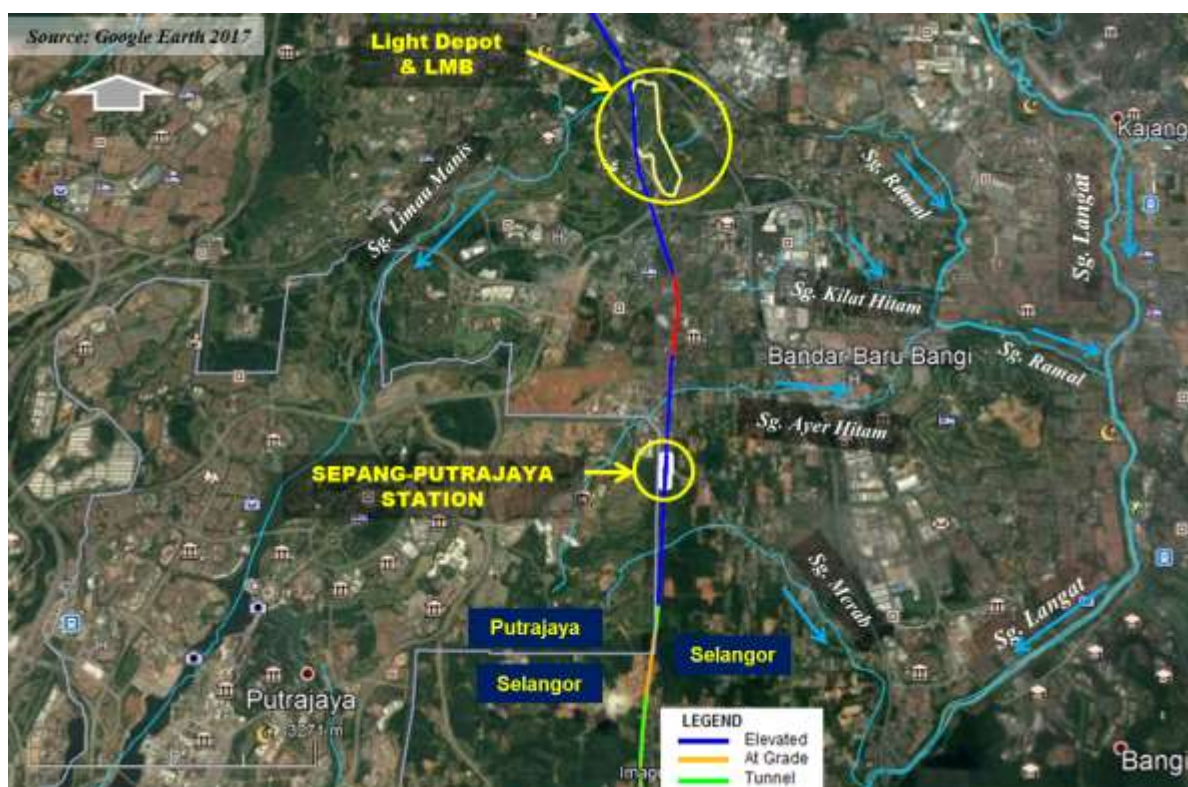 Source: Google Earth 2017
Light Depot
& LMB
Kajang
Sg. Limau Manis
Sg. Ramal
Sg. Langat
Sg. Kilat Hitam
Bandar Baru Bangi
Sg. Ramal
Sg. Ayer Hitam
SEPANG-PUTRAJAYA
STATION
Sg. Merab
Sg. Langat
Putrajaya
Selangor
Selangor
Putrajaya
3271 m
LEGEND
Elevated
At Grade
Tunnel
Bangi